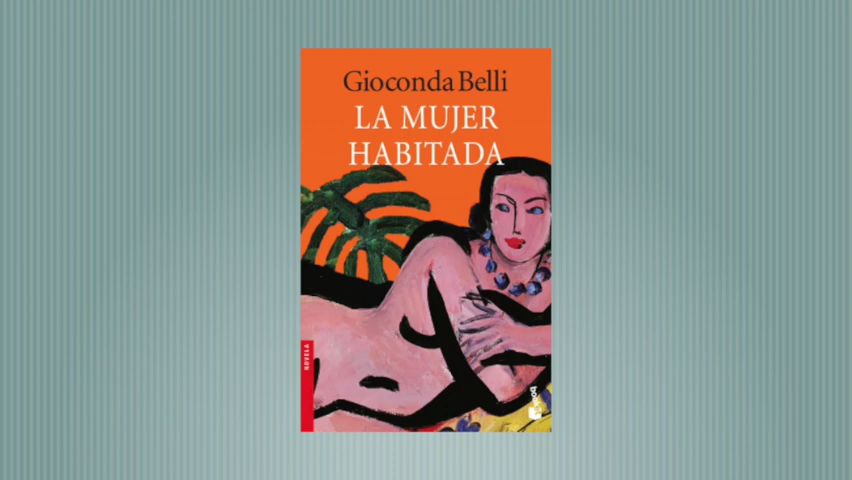 Gioconda Belli
LA MUJER
HABITADA
NOVELA
booket